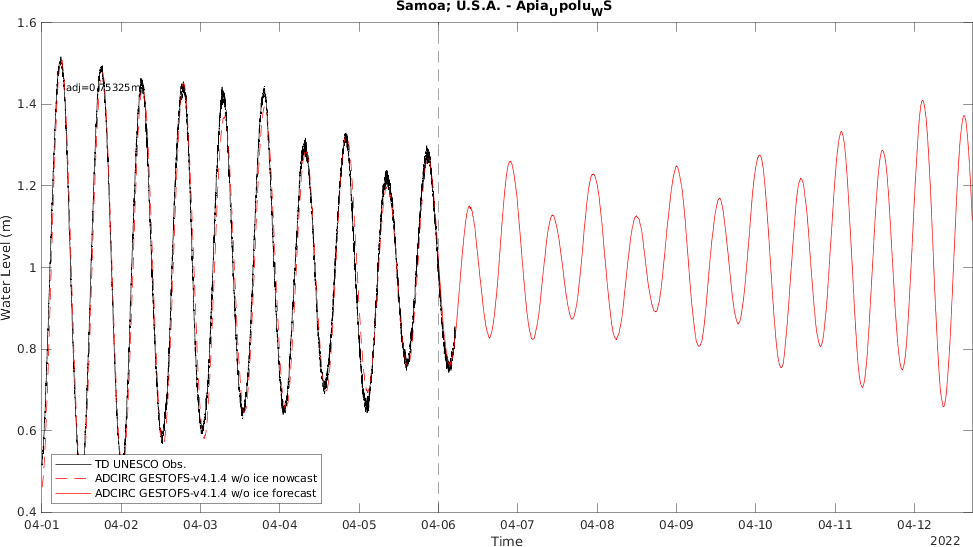 Samoa; U.S.A. - ApiaUpoluWS
1.6
1.4
1.2
1
0.8
0.6
0.4
Water Level (m)
adj=0.75325m
TD UNESCO Obs.
ADCIRC GESTOFS-v4.1.4 w/o ice nowcast
ADCIRC GESTOFS-v4.1.4 w/o ice forecast
04-01 04-02 04-03 04-04 04-05 04-06 04-07 04-08 04-09 04-10 04-11 04-12
Time
2022